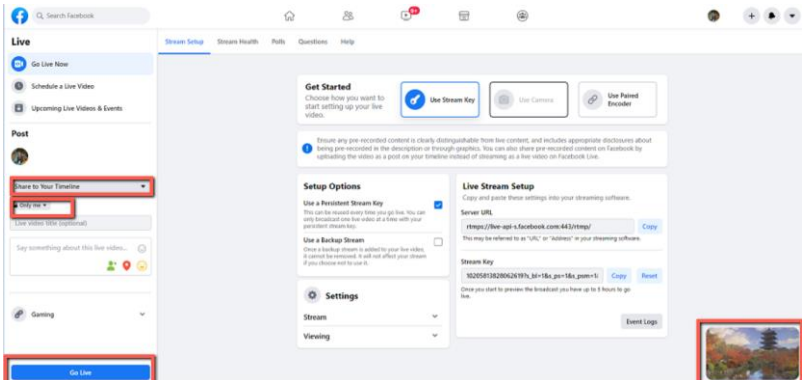 Search Facebook
9+
Live
Stream Setup Stream Health Polls Questions Help
Go Live Now
Schedule a Live Video
Upcoming Live Videos & Events
Post
Share to Your Timeline
Only me
Live video title (optional)
Say something about this live video...
Gaming
Go Live
Get Started
Choose how you want to
start setting up your live
video.
Use Stream Key
Use Camera
Use Paired
Encoder
Ensure any pre-recorded content is clearly distinguishable from live content, and includes appropriate disclosures about
being pre-recorded in the description or through graphics. You can also share pre-recorded content on Facebook by
uploading the video as a post on your timeline instead of streaming as a live video on Facebook Live.
Setup Options
Use a Persistent Stream Key
This can be reused every time you go live. You can
only broadcast one live video at a time with your
persistent stream key.
Use a Backup Stream
Once a backup stream is added to your live video,
it cannot be removed. It will not affect your stream
if you choose not to use it.
Settings
Stream
Viewing
Live Stream Setup
Copy and paste these settings into your streaming software.
Server URL
rtmps://live-api-s.facebook.com:443/rtmp/
Copy
This may be referred to as "URL" or "Address" in your streaming software.
Stream Key
Copy Reset
Once you start to preview the broadcast you have up to 8 hours to go
live.
Event Logs